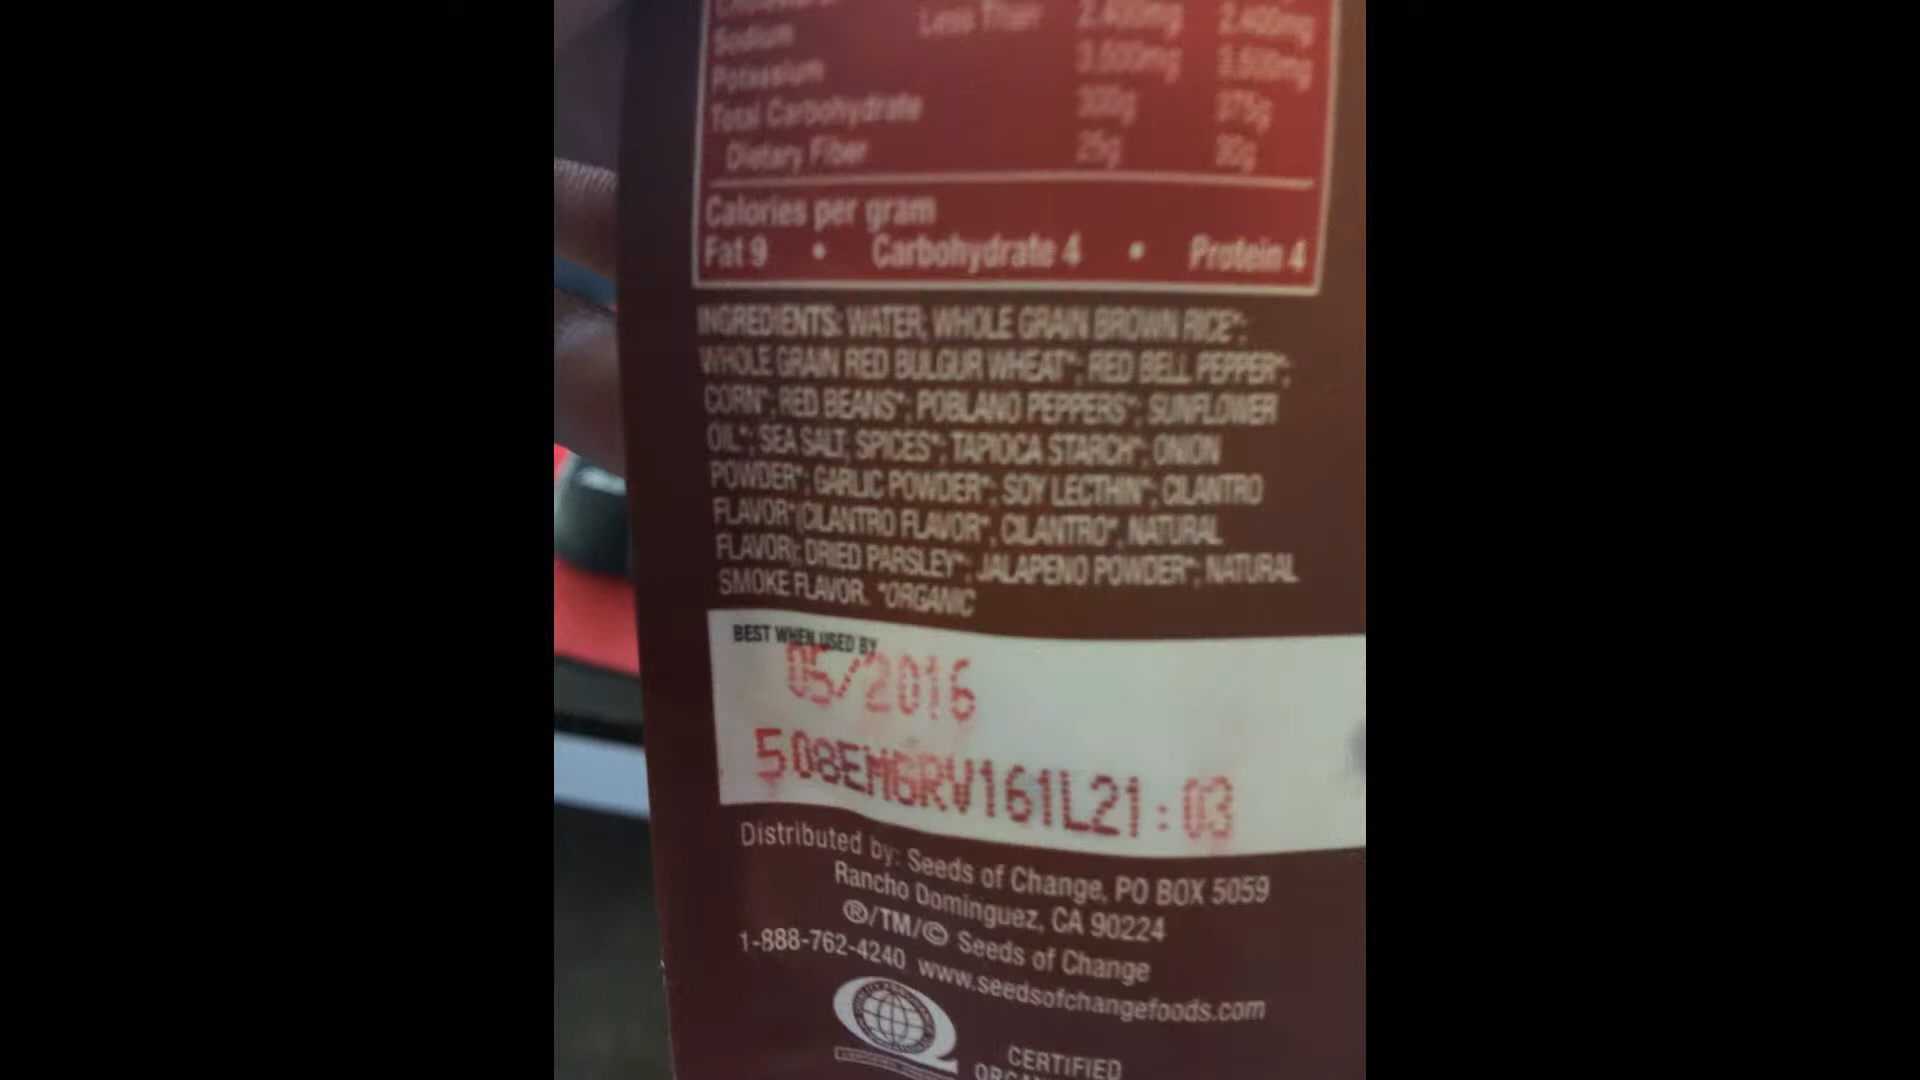 Sodium Less Than 2,400mg 2,400mg
Potassium 3,500mg 3,500mg
Total Carbohydrate 300g 375g
Dietary Fiber 25g 30g
Calories per gram
Fat 9 • Carbohydrate 4 • Protein 4
INGREDIENTS: WATER, WHOLE GRAIN BROWN RICE*;
WHOLE GRAIN RED BULGUR WHEAT*; RED BELL PEPPER*;
CORN*; RED BEANS*; POBLANO PEPPERS*; SUNFLOWER
OIL*; SEA SALT; SPICES*; TAPIOCA STARCH*; ONION
POWDER*; GARLIC POWDER*; SOY LECTHIN*; CILANTRO
FLAVOR*(CILANTRO FLAVOR*, CILANTRO*, NATURAL
FLAVOR); DRIED PARSLEY*; JALAPENO POWDER*; NATURAL
SMOKE FLAVOR. *ORGANIC
BEST WHEN USED BY
05/2016
508EMGRV161L21:03
Distributed by: Seeds of Change, PO BOX 5059
Rancho Dominguez, CA 90224
®/TM/© Seeds of Change
1-888-762-4240 www.seedsofchangefoods.com
CERTIFIED